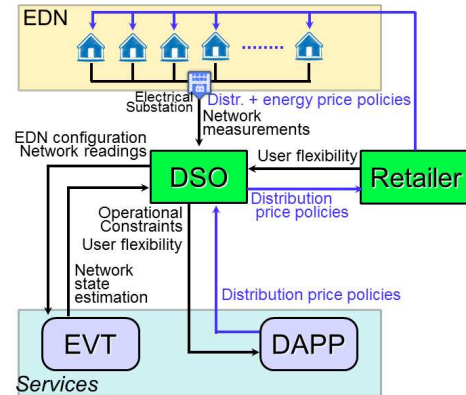 EDN
Electrical
Substation
Distr. + energy price policies
Network
measurements
EDN configuration
Network readings
User flexibility
DSO
Retailer
Distribution
price policies
Operational
Constraints
User flexibility
Network
state
estimation
Distribution price policies
EVT
DAPP
Services